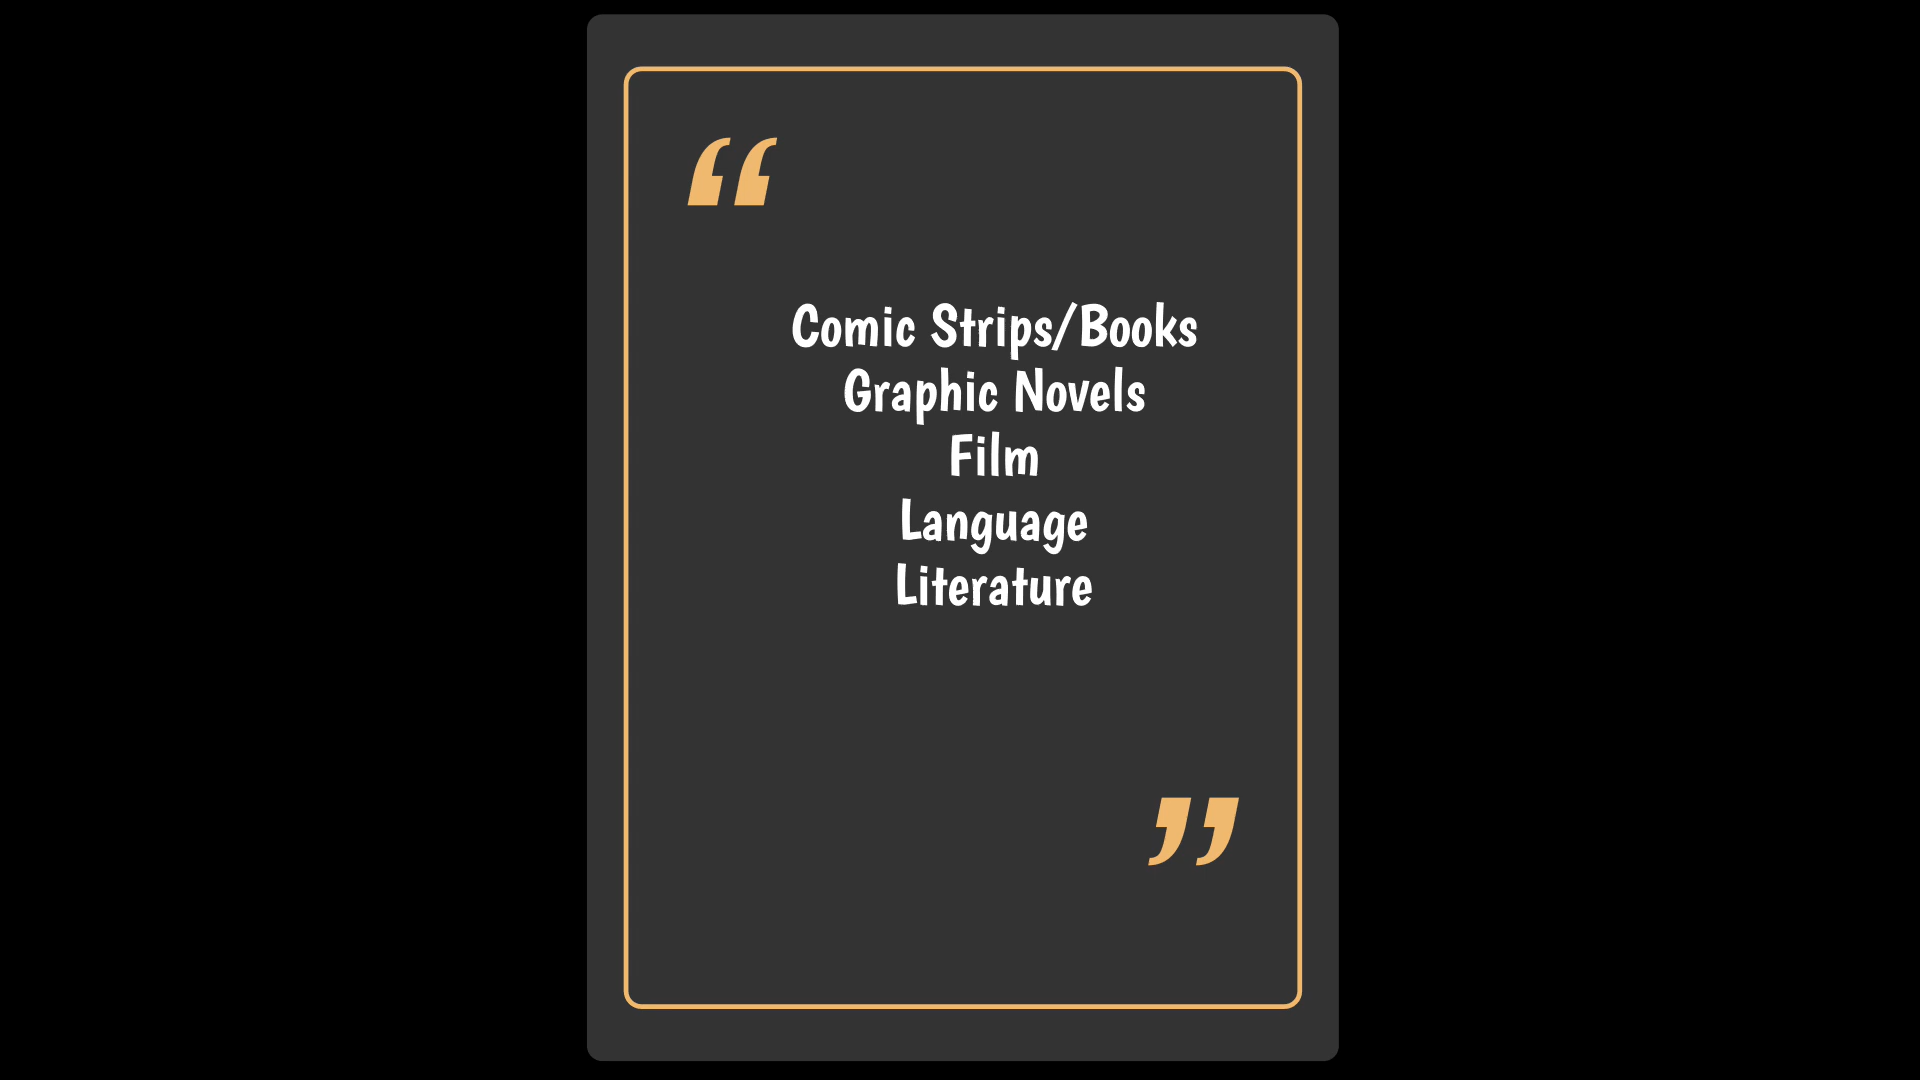 “
Comic Strips/Books
Graphic Novels
Film
Language
Literature
”